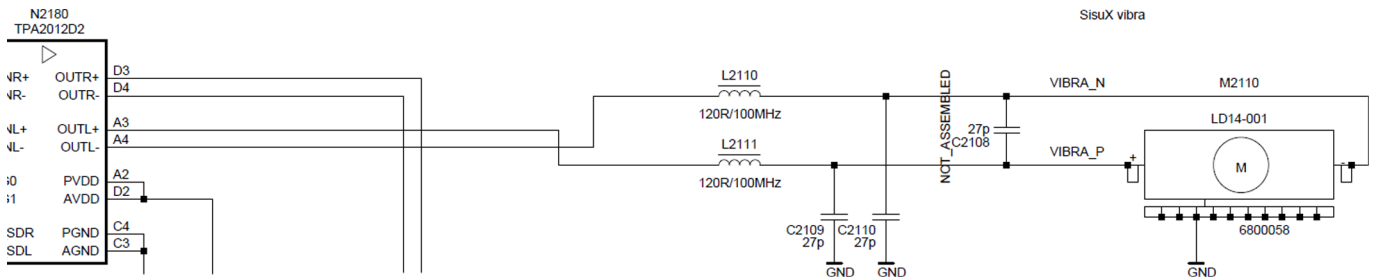 N2180
TPA2012D2
SisuX vibra
NR+ OUTR+ D3
NR- OUTR- D4
NL+ OUTL+ A3
NL- OUTL- A4
G0 PVDD A2
G1 AVDD D2
SDR PGND C4
SDL AGND C3
L2110
120R/100MHz
L2111
120R/100MHz
C2109
27p
C2110
27p
GND
GND
NOT_ASSEMBLED
27p
C2108
VIBRA_N
VIBRA_P
M2110
LD14-001
+
M
-
6800058
GND